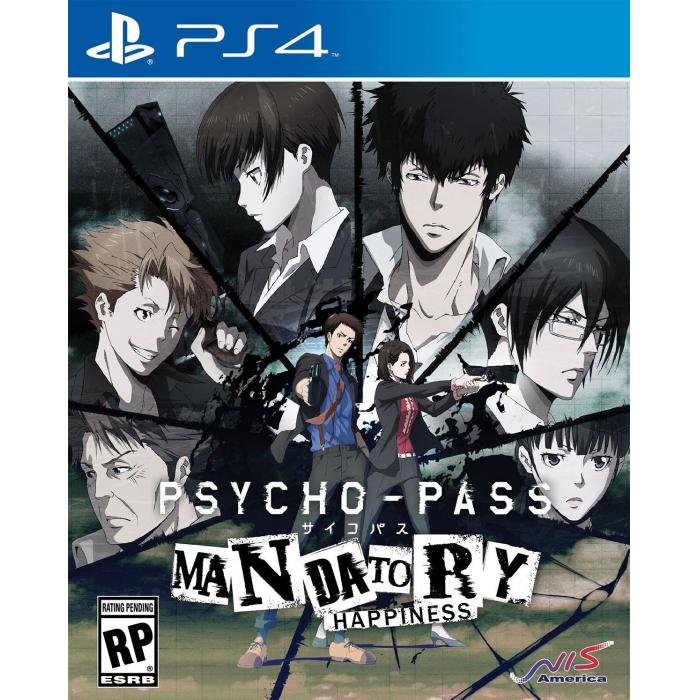 PS4
PSYCHO-PASS
サイコパス
MANDATORY
HAPPINESS
RATING PENDING
RP
ESRB
NIS
America